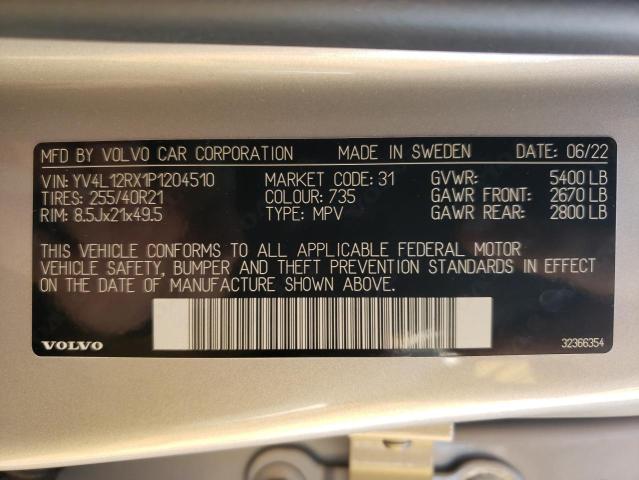 MFD BY VOLVO CAR CORPORATION MADE IN SWEDEN DATE: 06/22
VIN: YV4L12RX1P1204510 MARKET CODE: 31 GVWR: 5400 LB
TIRES: 255/40R21 COLOUR: 735 GAWR FRONT: 2670 LB
RIM: 8.5Jx21x49.5 TYPE: MPV GAWR REAR: 2800 LB
THIS VEHICLE CONFORMS TO ALL APPLICABLE FEDERAL MOTOR
VEHICLE SAFETY, BUMPER AND THEFT PREVENTION STANDARDS IN EFFECT
ON THE DATE OF MANUFACTURE SHOWN ABOVE.
VOLVO 32366354